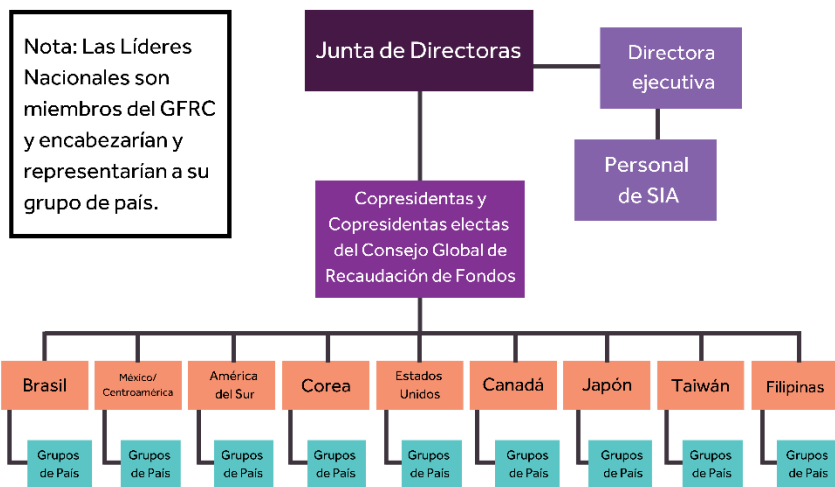 Nota: Las Líderes
Nacionales son
miembros del GFRC
y encabezarían y
representarían a su
grupo de país.
Junta de Directoras
Directora
ejecutiva
Personal
de SIA
Copresidentas y
Copresidentas electas
del Consejo Global de
Recaudación de Fondos
Brasil
México/
Centroamérica
América
del Sur
Corea
Estados
Unidos
Canadá
Japón
Taiwán
Filipinas
Grupos
de País
Grupos
de País
Grupos
de País
Grupos
de País
Grupos
de País
Grupos
de País
Grupos
de País
Grupos
de País
Grupos
de País